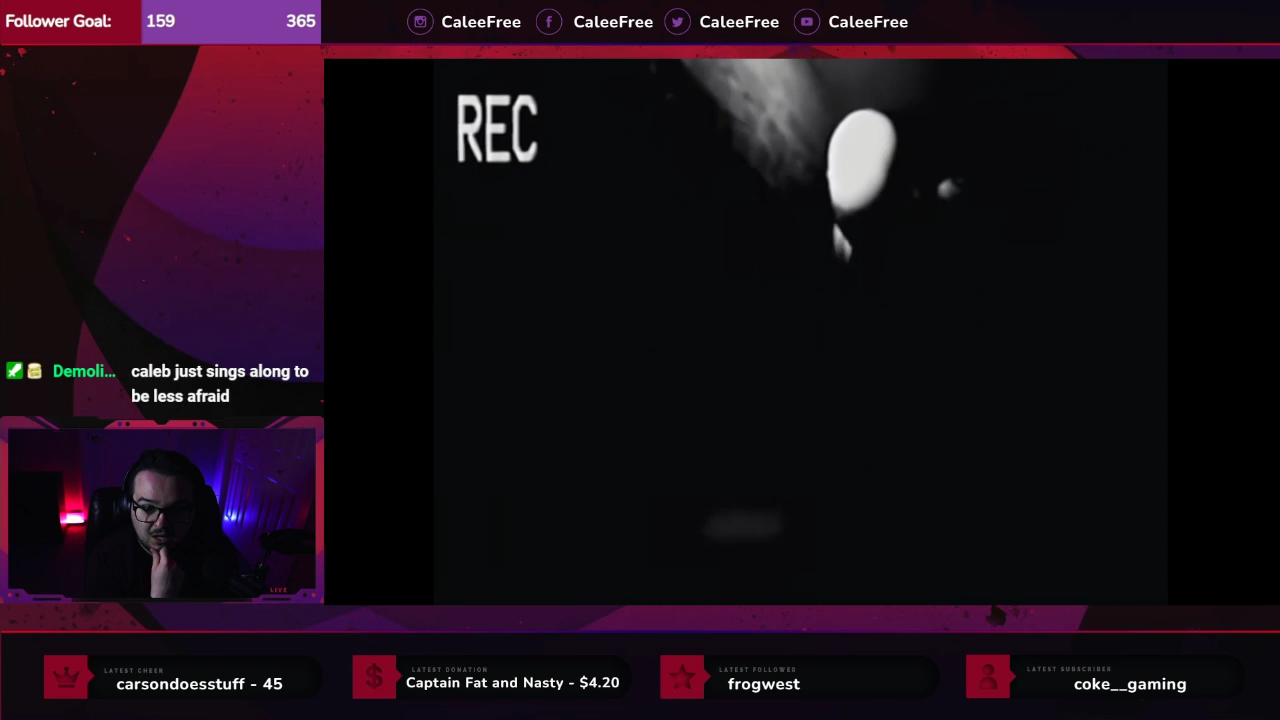 Follower Goal: 159 365
CaleeFree CaleeFree CaleeFree CaleeFree
REC
Demoli... caleb just sings along to
be less afraid
LIVE
LATEST CHEER
carsondoesstuff - 45
LATEST DONATION
Captain Fat and Nasty - $4.20
LATEST FOLLOWER
frogwest
LATEST SUBSCRIBER
coke__gaming